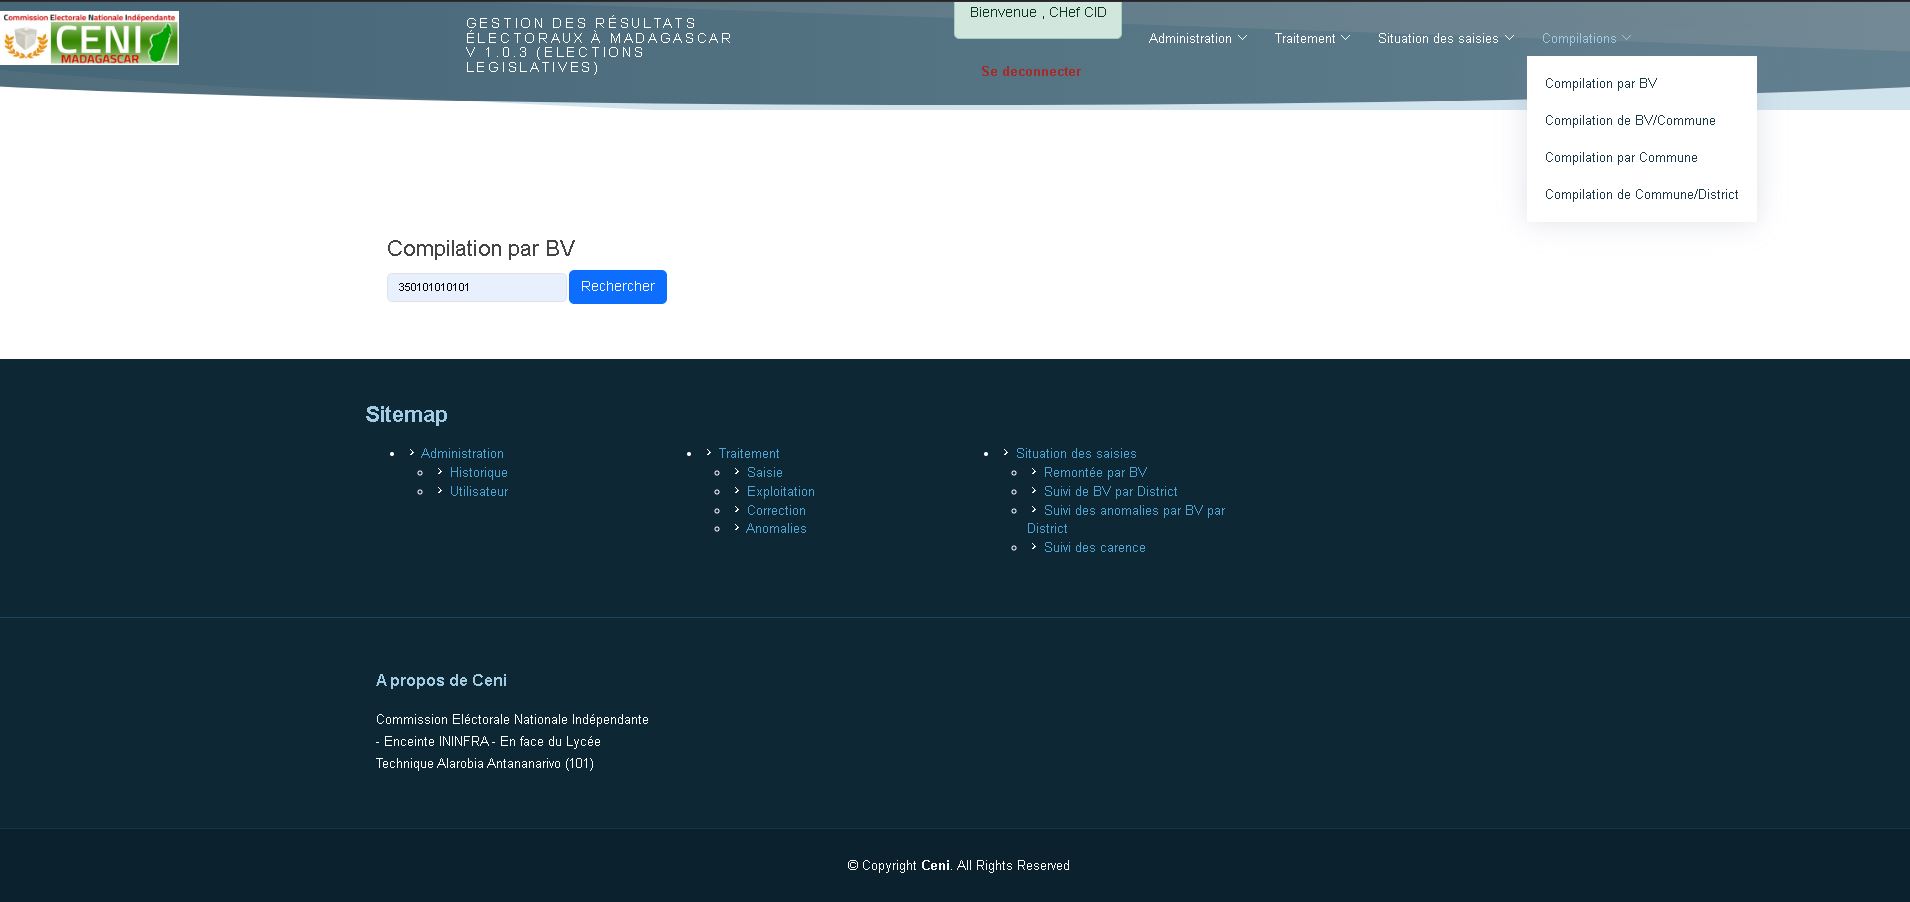 Commission Electorale Nationale Indépendante
CENI
MADAGASCAR
GESTION DES RÉSULTATS
ÉLECTORAUX À MADAGASCAR
V 1.0.3 (ELECTIONS
LEGISLATIVES)
Bienvenue , CHef CID
Se deconnecter
Administration
Traitement
Situation des saisies
Compilations
Compilation par BV
Compilation de BV/Commune
Compilation par Commune
Compilation de Commune/District
Compilation par BV
350101010101
Rechercher
Sitemap
Administration
Historique
Utilisateur
Traitement
Saisie
Exploitation
Correction
Anomalies
Situation des saisies
Remontée par BV
Suivi de BV par District
Suivi des anomalies par BV par
District
Suivi des carence
A propos de Ceni
Commission Eléctorale Nationale Indépendante
- Enceinte ININFRA - En face du Lycée
Technique Alarobia Antananarivo (101)
© Copyright Ceni. All Rights Reserved